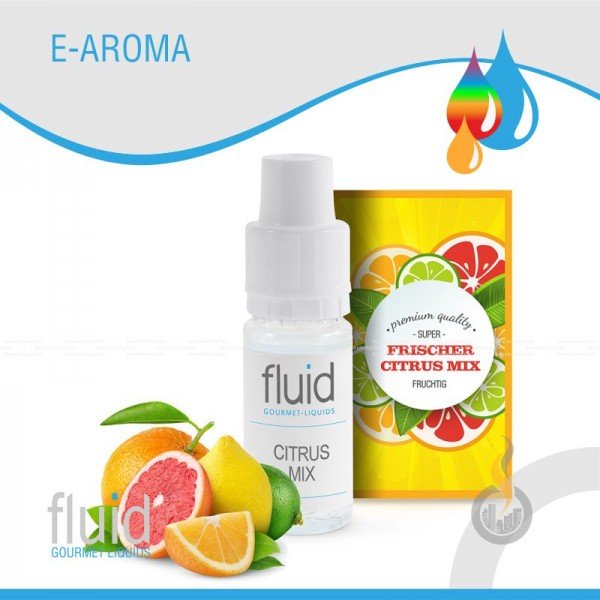 E-AROMA
fluid
GOURMET-LIQUIDS
CITRUS
MIX
• premium quality •
- SUPER -
FRISCHER
CITRUS MIX
FRUCHTIG
fluid
GOURMET LIQUIDS